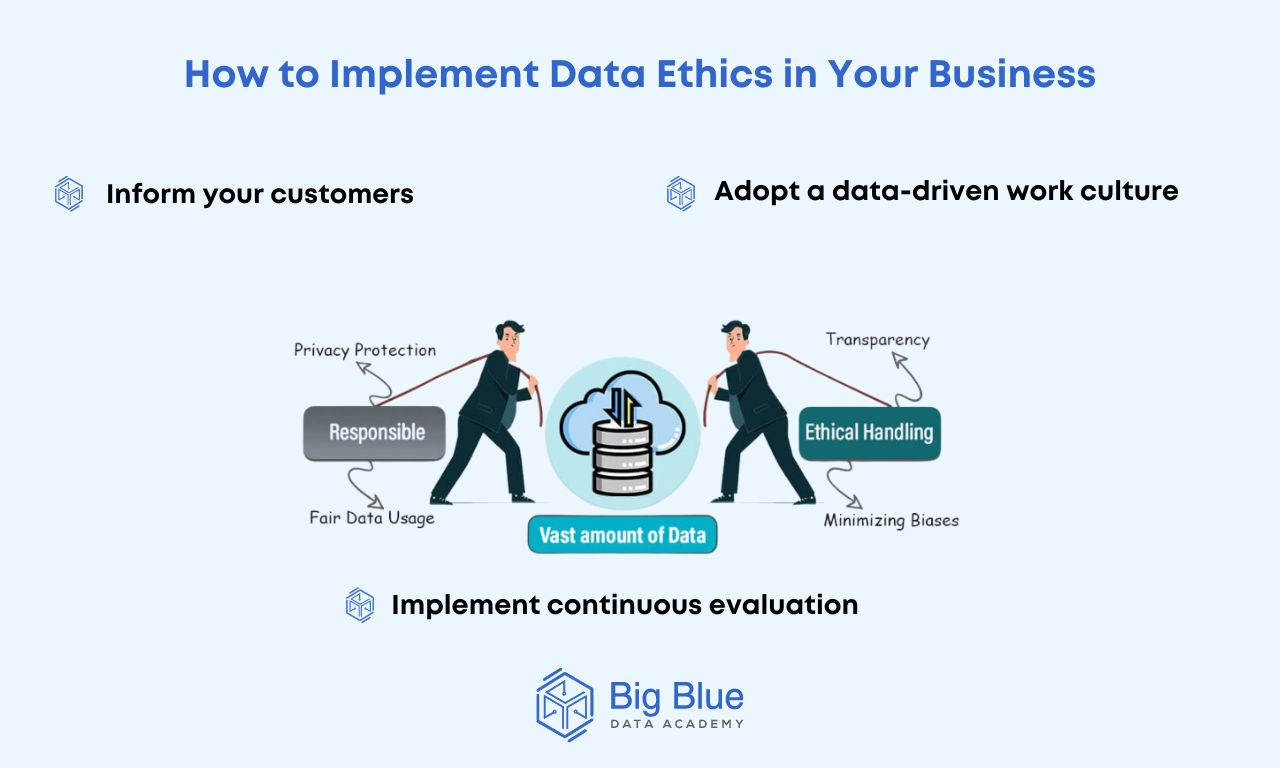 How to Implement Data Ethics in Your Business
Inform your customers
Adopt a data-driven work culture
Privacy Protection
Transparency
Responsible
Ethical Handling
Fair Data Usage
Minimizing Biases
Vast amount of Data
Implement continuous evaluation
Big Blue
DATA ACADEMY